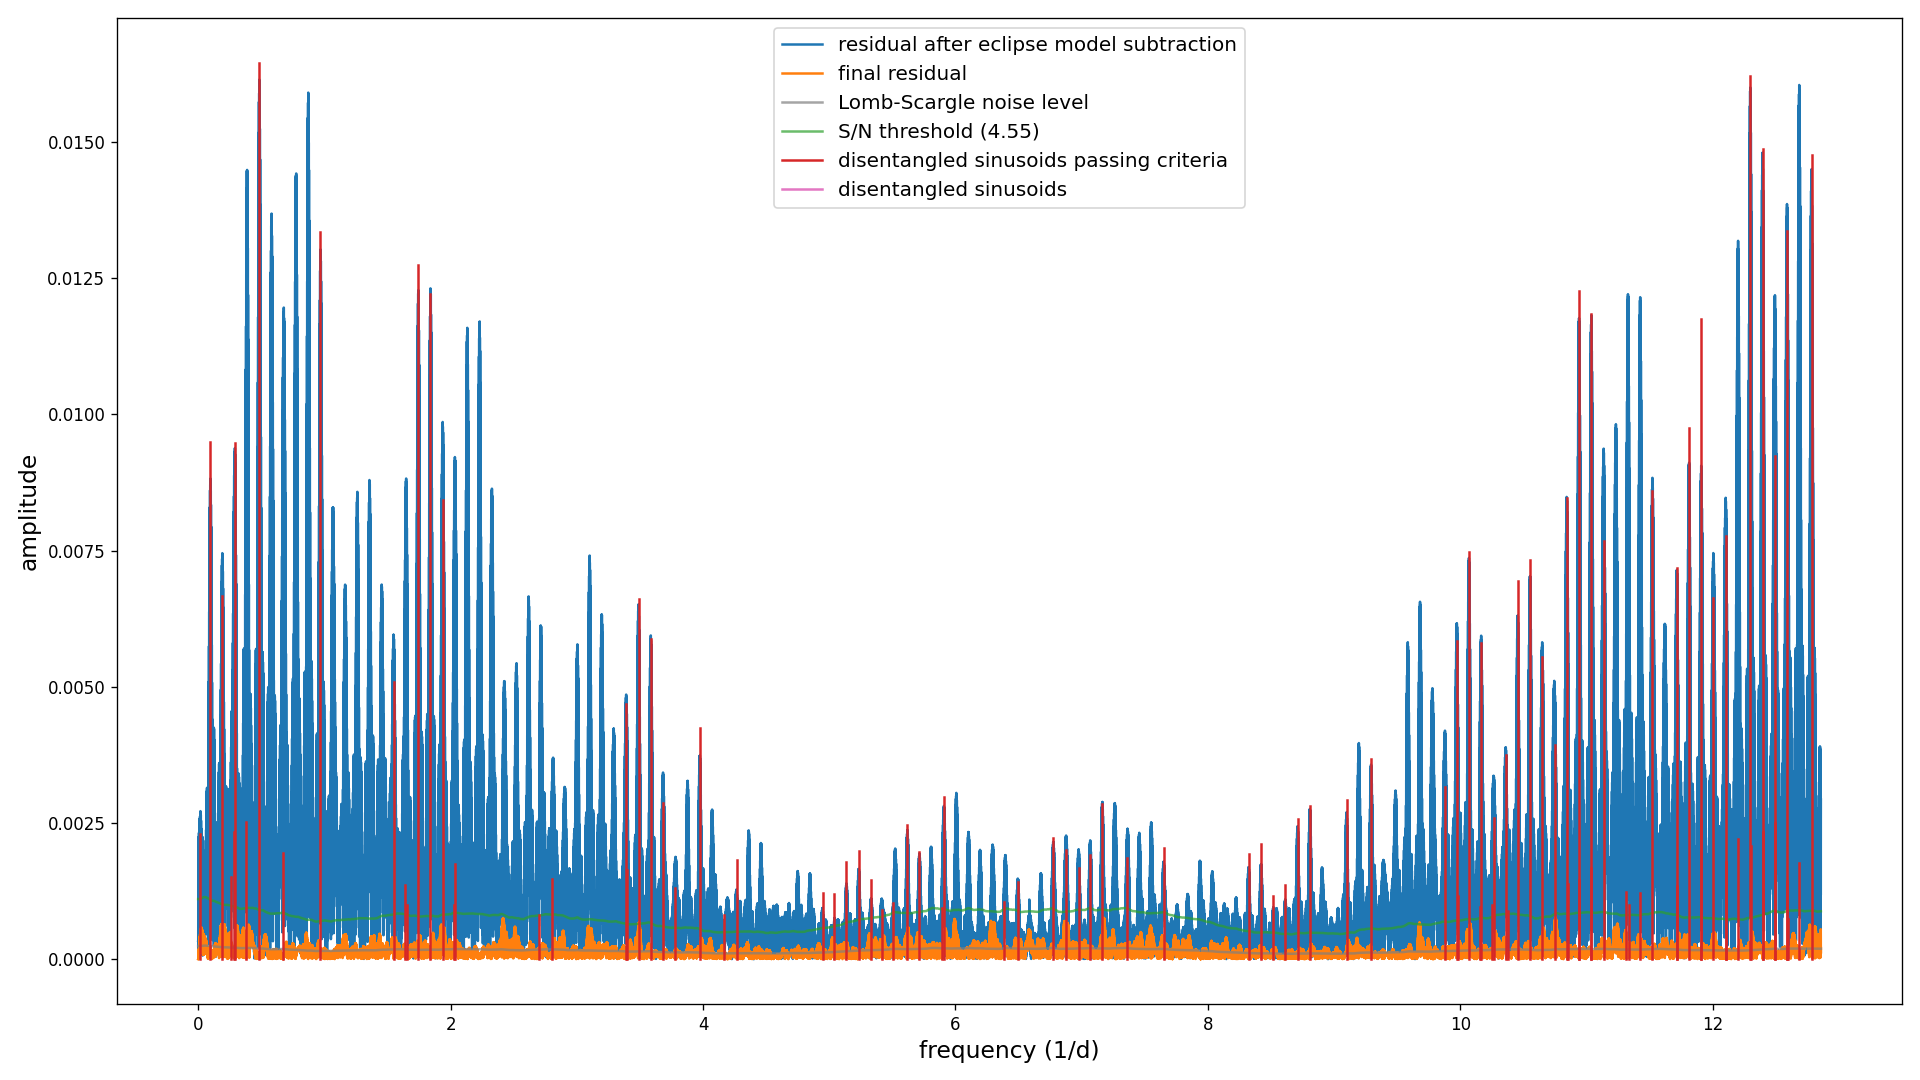 residual after eclipse model subtraction
final residual
Lomb-Scargle noise level
S/N threshold (4.55)
disentangled sinusoids passing criteria
disentangled sinusoids
0.0150
0.0125
0.0100
0.0075
0.0050
0.0025
0.0000
amplitude
0 2 4 6 8 10 12
frequency (1/d)